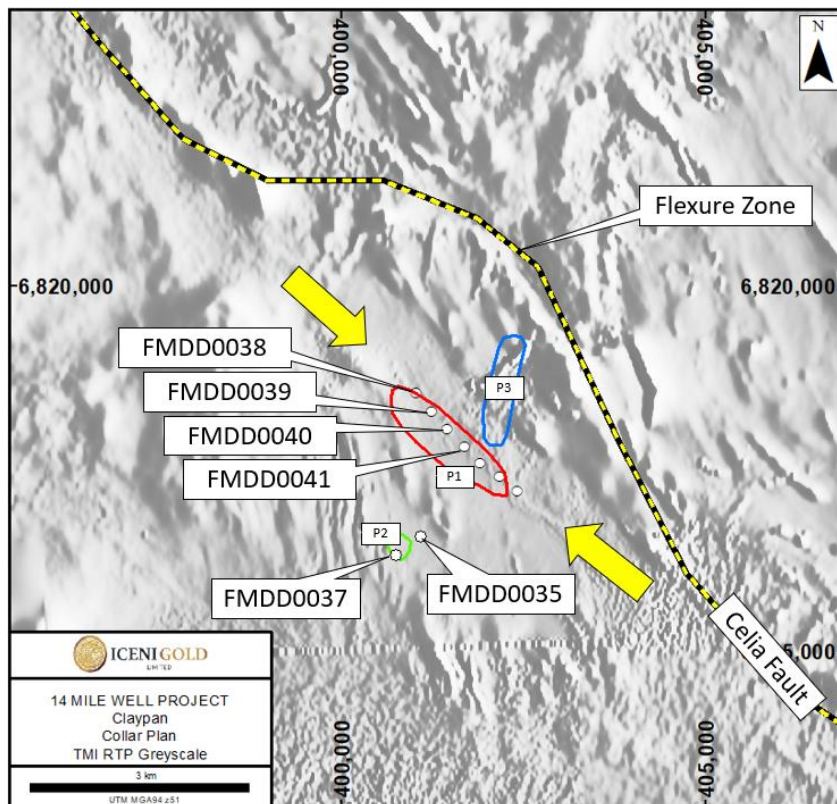 400,000
405,000
N
Flexure Zone
6,820,000
6,820,000
FMDD0038
FMDD0039
FMDD0040
FMDD0041
P3
P1
P2
FMDD0037
FMDD0035
Celia Fault
5,000
ICENI GOLD
LIMITED
14 MILE WELL PROJECT
Claypan
Collar Plan
TMI RTP Greyscale
3 km
UTM MGA94 z51
400,000
405,000